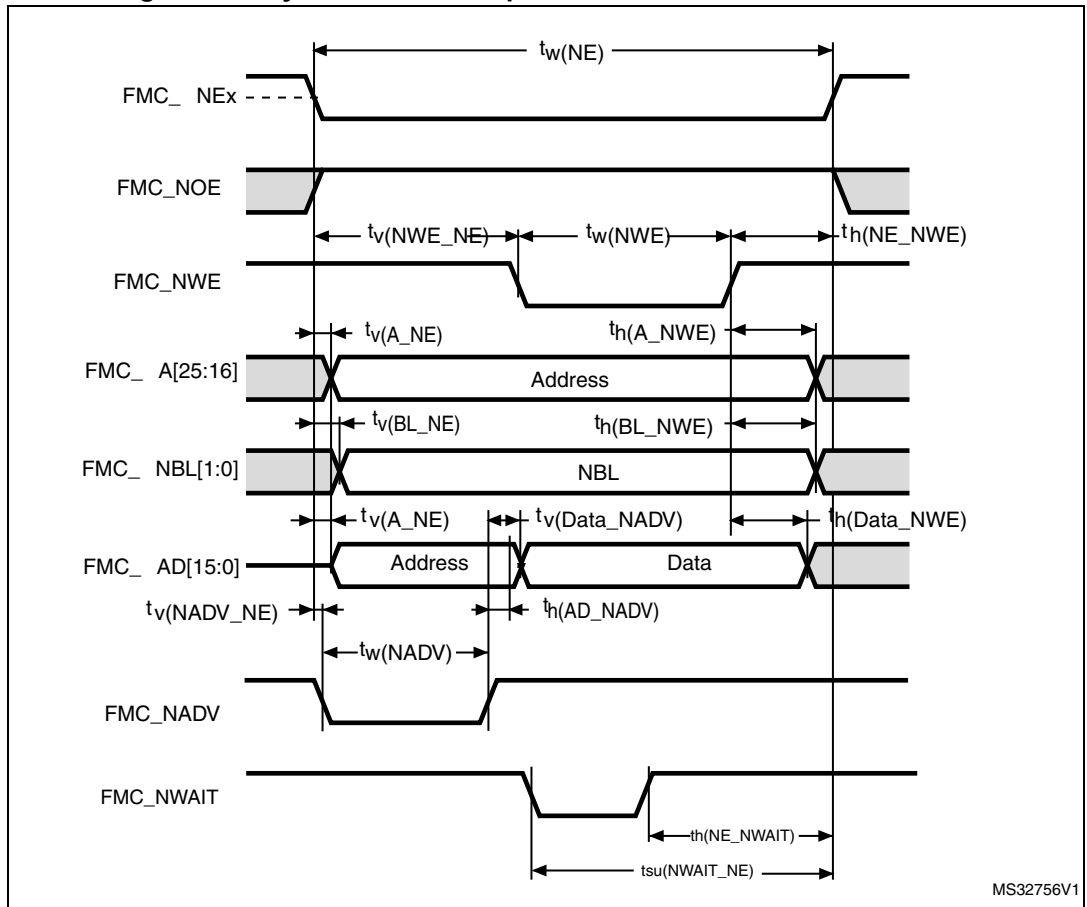 tw(NE)
FMC_ NEx
FMC_NOE
tv(NWE_NE)
tw(NWE)
th(NE_NWE)
FMC_NWE
tv(A_NE)
th(A_NWE)
FMC_ A[25:16]
Address
tv(BL_NE)
th(BL_NWE)
FMC_ NBL[1:0]
NBL
tv(A_NE)
tv(Data_NADV)
th(Data_NWE)
FMC_ AD[15:0]
Address
Data
tv(NADV_NE)
th(AD_NADV)
tw(NADV)
FMC_NADV
FMC_NWAIT
th(NE_NWAIT)
tsu(NWAIT_NE)
MS32756V1